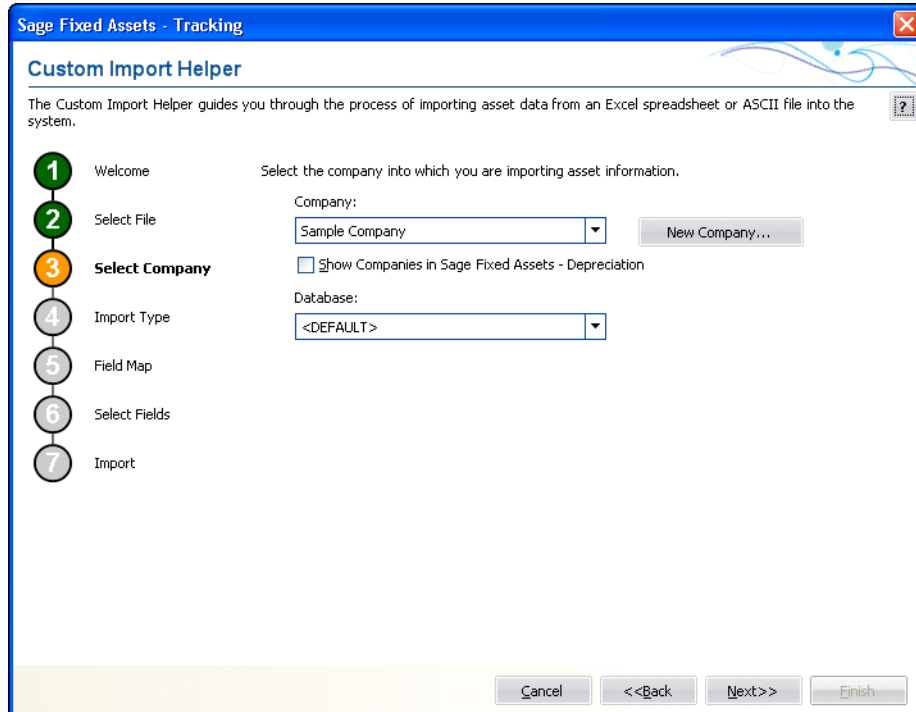 Sage Fixed Assets - Tracking
Custom Import Helper
The Custom Import Helper guides you through the process of importing asset data from an Excel spreadsheet or ASCII file into the
system.
?
1 Welcome
2 Select File
3 Select Company
4 Import Type
5 Field Map
6 Select Fields
7 Import
Select the company into which you are importing asset information.
Company:
Sample Company
New Company...
Show Companies in Sage Fixed Assets - Depreciation
Database:
<DEFAULT>
Cancel
<<Back
Next>>
Finish